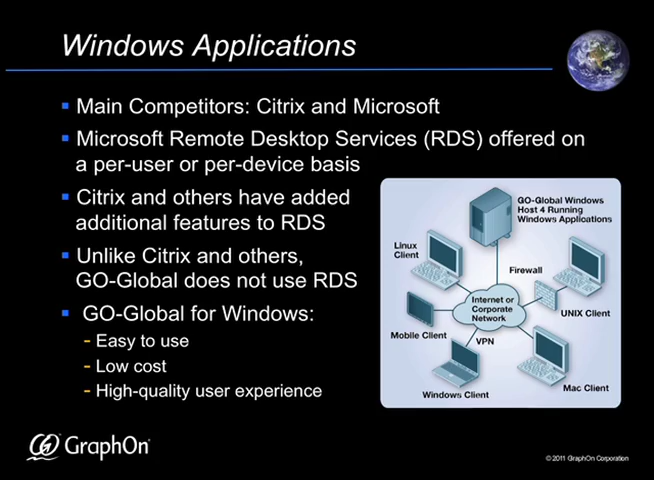 Windows Applications
Main Competitors: Citrix and Microsoft
Microsoft Remote Desktop Services (RDS) offered on
a per-user or per-device basis
Citrix and others have added
additional features to RDS
Unlike Citrix and others,
GO-Global does not use RDS
GO-Global for Windows:
- Easy to use
- Low cost
- High-quality user experience
GO-Global Windows
Host 4 Running
Windows Applications
Linux
Client
Firewall
Internet or
Corporate
Network
UNIX Client
Mobile Client
VPN
Mac Client
Windows Client
GraphOn
© 2011 GraphOn Corporation